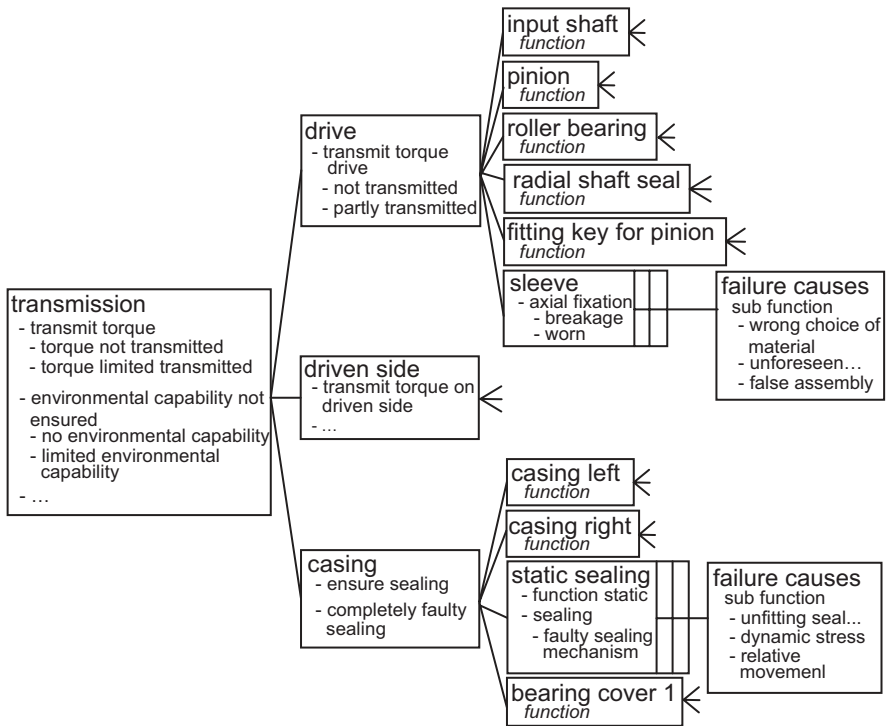 transmission
- transmit torque
- torque not transmitted
- torque limited transmitted
- environmental capability not
ensured
- no environmental capability
- limited environmental
capability
- ...
drive
- transmit torque
drive
- not transmitted
- partly transmitted
driven side
- transmit torque on
driven side
- ...
casing
- ensure sealing
- completely faulty
sealing
input shaft
function
pinion
function
roller bearing
function
radial shaft seal
function
fitting key for pinion
function
sleeve
- axial fixation
- breakage
- worn
failure causes
sub function
- wrong choice of
material
- unforeseen...
- false assembly
casing left
function
casing right
function
static sealing
- function static
- sealing
- faulty sealing
mechanism
bearing cover 1
function
failure causes
sub function
- unfitting seal...
- dynamic stress
- relative
movenl